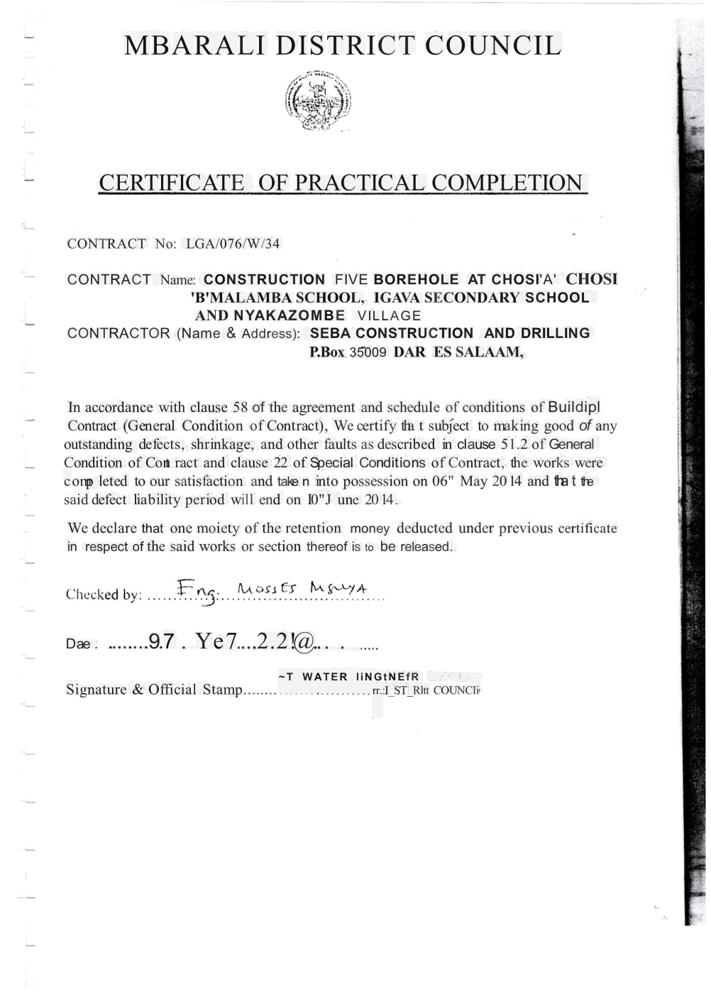 MBARALI DISTRICT COUNCIL
CERTIFICATE OF PRACTICAL COMPLETION
CONTRACT No: LGA/076/W/34
CONTRACT Name: CONSTRUCTION FIVE BOREHOLE AT CHOSI'A' CHOSI
'B'MALAMBA SCHOOL, IGAVA SECONDARY SCHOOL
AND NYAKAZOMBE VILLAGE
CONTRACTOR (Name & Address): SEBA CONSTRUCTION AND DRILLING
P.Box 35009 DAR ES SALAAM,
In accordance with clause 58 of the agreement and schedule of conditions of Buildipl
Contract (General Condition of Contract), We certify tha t subject to making good of any
outstanding defects, shrinkage, and other faults as described in clause 51.2 of General
Condition of Cont ract and clause 22 of Special Conditions of Contract, the works were
comp leted to our satisfaction and take n into possession on 06" May 2014 and tha t the
said defect liability period will end on I0"J une 2014.
We declare that one moiety of the retention money deducted under previous certificate
in respect of the said works or section thereof is to be released.
Checked by: ........Eng. MOSSES
Dae : ........97 . Ye7....2.2!@... . .....
~T WATER liNGtNEfR
Signature & Official Stamp............................rr.:I_ST_Rltt COUNCIi